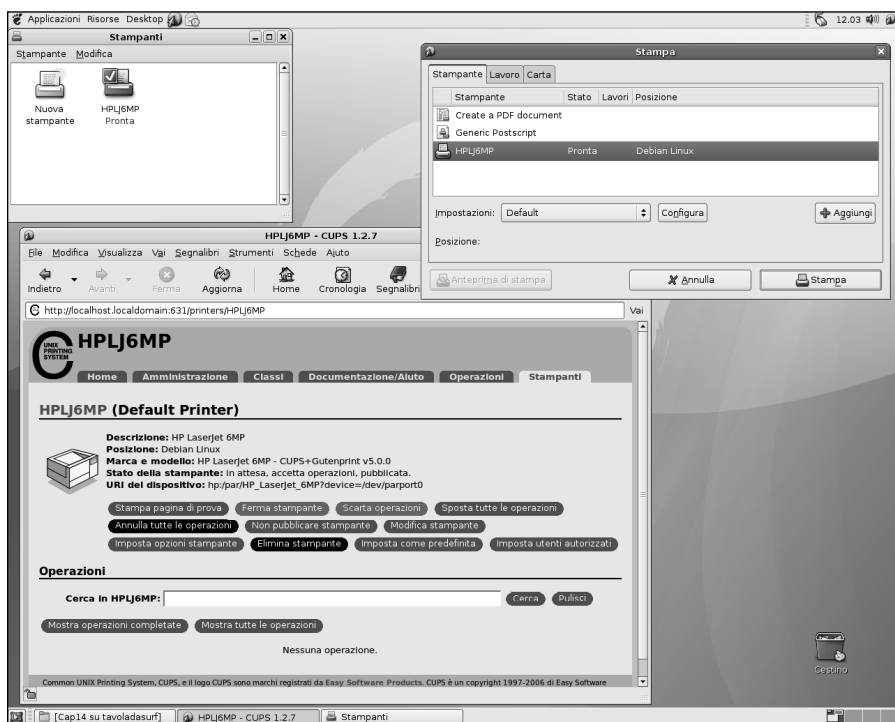 Applicazioni Risorse Desktop
12.03
Stampanti
Stampante Modifica
Nuova stampante
HPLJ6MP
Pronta
Stampa
Stampante Lavoro Carta
Stampante Stato Lavori Posizione
Create a PDF document
Generic Postscript
HPLJ6MP Pronta Debian Linux
Impostazioni: Default Configura Aggiungi
Posizione:
Anteprima di stampa Annulla Stampa
HPLJ6MP - CUPS 1.2.7
File Modifica Visualizza Vai Segnalibri Strumenti Schede Aiuto
Indietro Avanti Ferma Aggiorna Home Cronologia Segnalibri
http://localhost.localdomain:631/printers/HPLJ6MP Vai
UNIX PRINTING SYSTEM
HPLJ6MP
Home Amministrazione Classi Documentazione/Aiuto Operazioni Stampanti
HPLJ6MP (Default Printer)
Descrizione: HP LaserJet 6MP
Posizione: Debian Linux
Marca e modello: HP LaserJet 6MP - CUPS+Gutenprint v5.0.0
Stato della stampante: in attesa, accetta operazioni, pubblicata.
URI del dispositivo: hp:/par/HP_LaserJet_6MP?device=/dev/parport0
Stampa pagina di prova Ferma stampante Scarta operazioni Sposta tutte le operazioni
Annulla tutte le operazioni Non pubblicare stampante Modifica stampante
Imposta opzioni stampante Elimina stampante Imposta come predefinita Imposta utenti autorizzati
Operazioni
Cerca in HPLJ6MP: Cerca Pulisci
Mostra operazioni completate Mostra tutte le operazioni
Nessuna operazione.
Common UNIX Printing System, CUPS, e il logo CUPS sono marchi registrati da Easy Software Products. CUPS è un copyright 1997-2006 di Easy Software
Cestino
[Cap14 su tavoladasurf] HPLJ6MP - CUPS 1.2.7 Stampanti